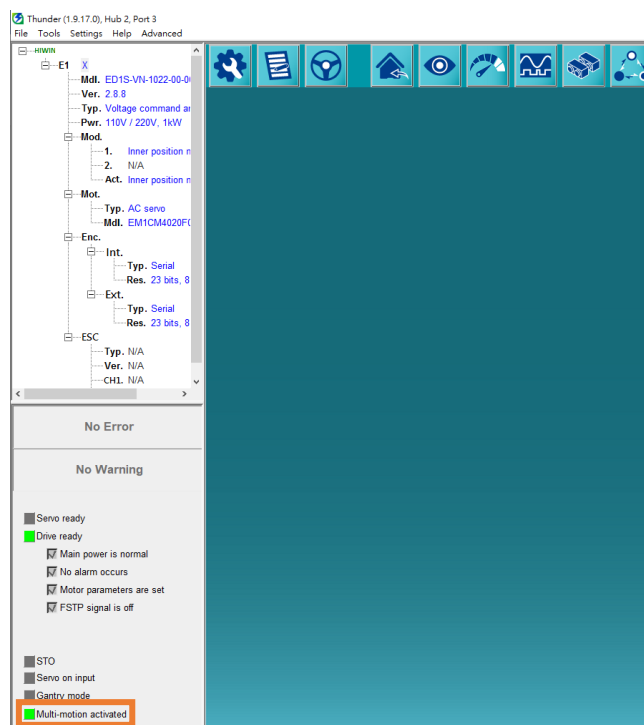 Thunder (1.9.17.0), Hub 2, Port 3
File Tools Settings Help Advanced
HIWIN
E1 X
Mdl. ED1S-VN-1022-00-0
Ver. 2.8.8
Typ. Voltage command ar
Pwr. 110V / 220V, 1kW
Mod.
1. Inner position n
2. N/A
Act. Inner position n
Mot.
Typ. AC servo
Mdl. EM1CM4020F
Enc.
Int.
Typ. Serial
Res. 23 bits, 8
Ext.
Typ. Serial
Res. 23 bits, 8
ESC
Typ. N/A
Ver. N/A
CH1. N/A
No Error
No Warning
Servo ready
Drive ready
Main power is normal
No alarm occurs
Motor parameters are set
FSTP signal is off
STO
Servo on input
Gantry mode
Multi-motion activated